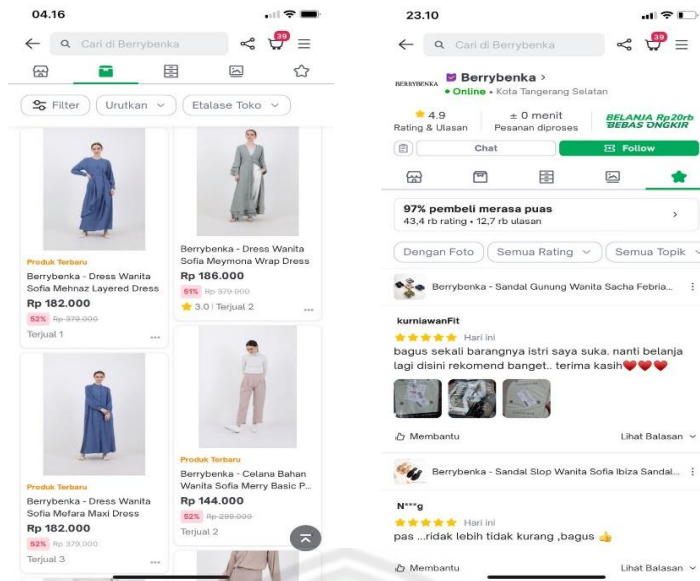 04.16
Cari di Berrybenka
39
Filter
Urutkan
Etalase Toko
Produk Terbaru
Berrybenka - Dress Wanita
Sofia Mehnaz Layered Dress
Rp 182.000
52% Rp 379.000
Terjual 1
Berrybenka - Dress Wanita
Sofia Meymona Wrap Dress
Rp 186.000
51% Rp 379.000
3.0 | Terjual 2
Produk Terbaru
Berrybenka - Dress Wanita
Sofia Mefara Maxi Dress
Rp 182.000
52% Rp 379.000
Terjual 3
Produk Terbaru
Berrybenka - Celana Bahan
Wanita Sofia Merry Basic P...
Rp 144.000
52% Rp 299.000
Terjual 2
23.10
Cari di Berrybenka
39
BERRYBENKA
Berrybenka
Online • Kota Tangerang Selatan
4.9
Rating & Ulasan
± 0 menit
Pesanan diproses
BELANJA Rp20rb
BEBAS ONGKIR
Chat
Follow
97% pembeli merasa puas
43,4 rb rating • 12,7 rb ulasan
Dengan Foto
Semua Rating
Semua Topik
Berrybenka - Sandal Gunung Wanita Sacha Febria...
kurniawanFit
Hari ini
bagus sekali barangnya istri saya suka. nanti belanja
lagi disini rekomend banget.. terima kasih❤❤❤
Membantu
Lihat Balasan
Berrybenka - Sandal Slop Wanita Sofia Ibiza Sandal...
N***g
Hari ini
pas ...ridak lebih tidak kurang ,bagus 👍
Membantu
Lihat Balasan